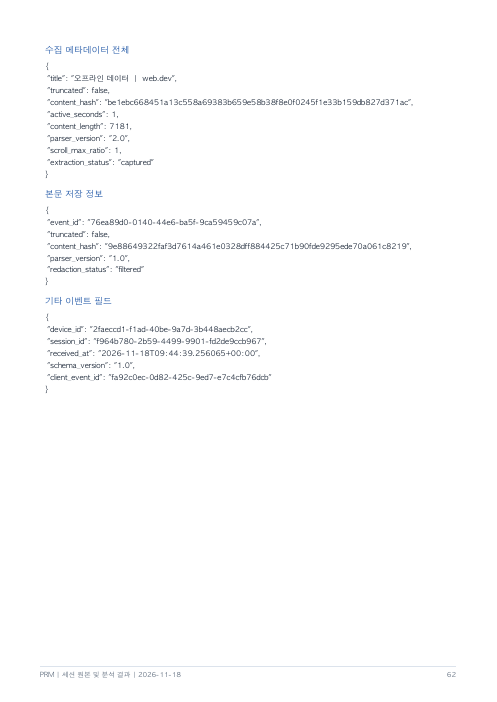 수집 메타데이터 전체
{
"title": "오프라인 데이터 | web.dev",
"truncated": false,
"content_hash": "be1ebc668451a13c558a69383b659e58b38f8e0f0245f1e33b159db827d371ac",
"active_seconds": 1,
"content_length": 7181,
"parser_version": "2.0",
"scroll_max_ratio": 1,
"extraction_status": "captured"
}
본문 저장 정보
{
"event_id": "76ea89d0-0140-44e6-ba5f-9ca59459c07a",
"truncated": false,
"content_hash": "9e88649322faf3d7614a461e0328dff884425c71b90fde9295ede70a061c8219",
"parser_version": "1.0",
"redaction_status": "filtered"
}
기타 이벤트 필드
{
"device_id": "2faeccd1-f1ad-40be-9a7d-3b448aecb2cc",
"session_id": "f964b780-2b59-4499-9901-fd2de9ccb967",
"received_at": "2026-11-18T09:44:39.256065+00:00",
"schema_version": "1.0",
"client_event_id": "fa92c0ec-0d82-425c-9ed7-e7c4cfb76dcb"
}
PRM | 세션 원본 및 분석 결과 | 2026-11-18
62